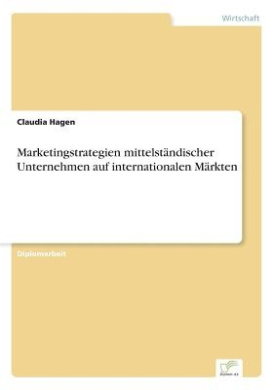 Wirtschaft
Claudia Hagen
Marketingstrategien mittelständischer
Unternehmen auf internationalen Märkten
Diplomarbeit